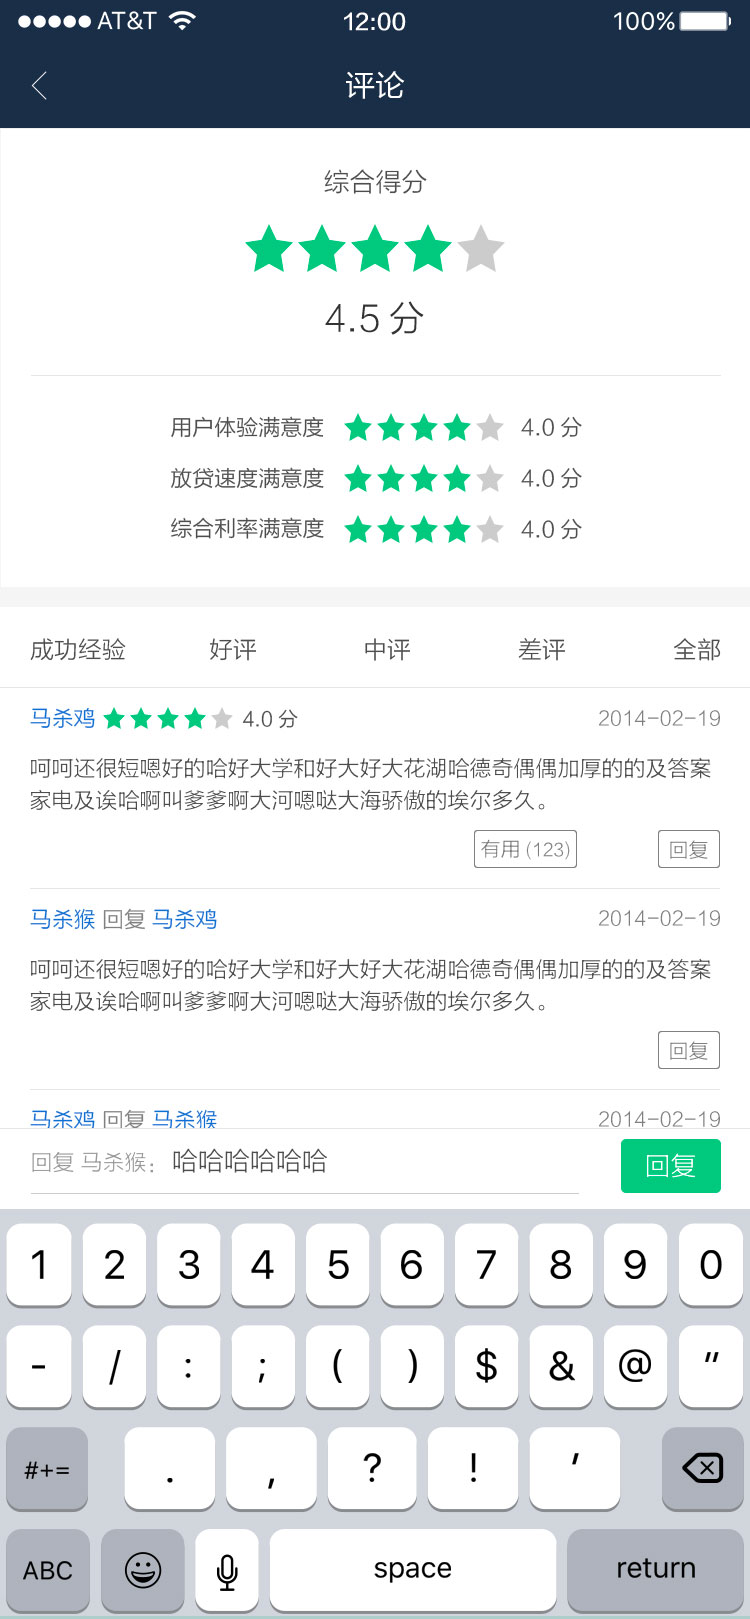 AT&T 12:00 100%
评论
综合得分
4.5 分
用户体验满意度 4.0 分
放贷速度满意度 4.0 分
综合利率满意度 4.0 分
成功经验 好评 中评 差评 全部
马杀鸡 4.0 分 2014-02-19
呵呵还很短嗯好的哈好大学和好大好大花湖哈德奇偶偶加厚的的及答案
家电及诶哈啊叫爹爹啊大河嗯哒大海骄傲的埃尔多久。
有用 (123) 回复
马杀猴 回复 马杀鸡 2014-02-19
呵呵还很短嗯好的哈好大学和好大好大花湖哈德奇偶偶加厚的的及答案
家电及诶哈啊叫爹爹啊大河嗯哒大海骄傲的埃尔多久。
回复
马杀鸡 回复 马杀猴 2014-02-19
回复 马杀猴: 哈哈哈哈哈哈 回复
1 2 3 4 5 6 7 8 9 0
- / : ; ( ) $ & @ "
#+= . , ? ! '
ABC space return